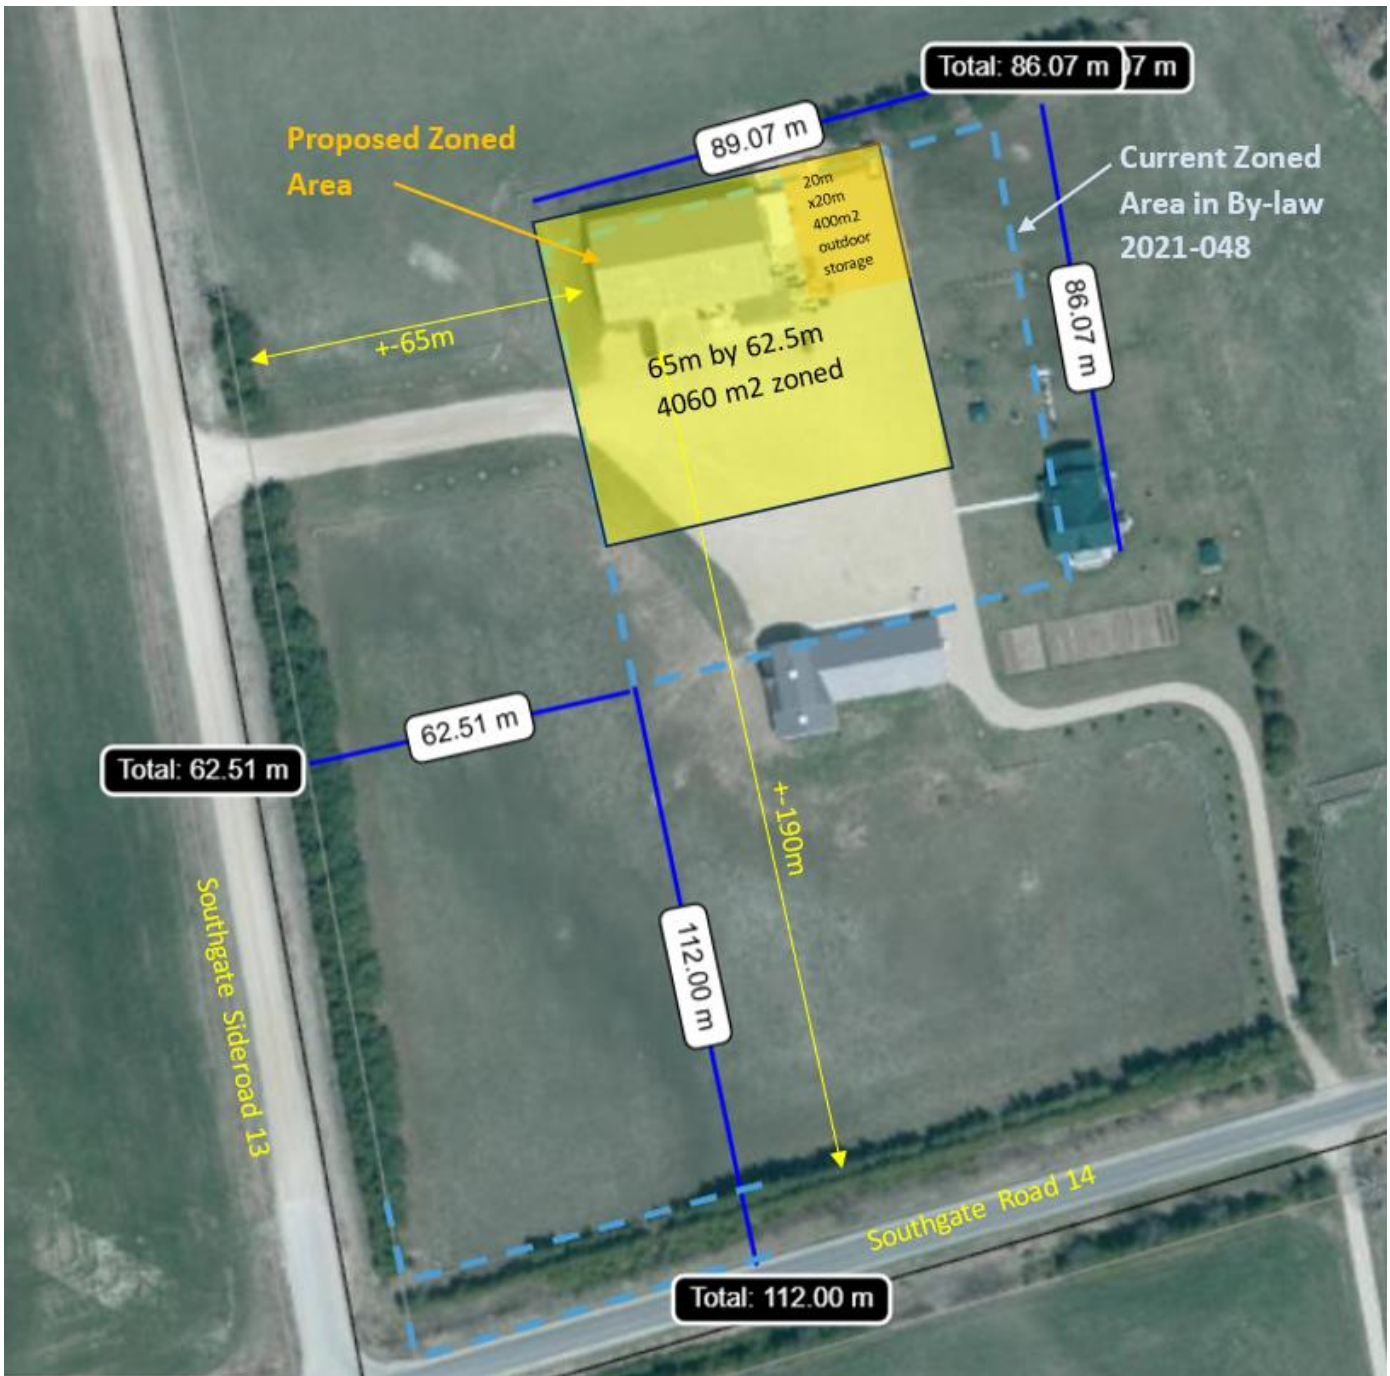 Total: 86.07 m
07 m
89.07 m
Proposed Zoned
Area
Current Zoned
Area in By-law
2021-048
20m
x20m
400m2
outdoor
storage
86.07 m
+-65m
65m by 62.5m
4060 m2 zoned
62.51 m
Total: 62.51 m
+-190m
112.00 m
Southgate Sideroad 13
Southgate Road 14
Total: 112.00 m